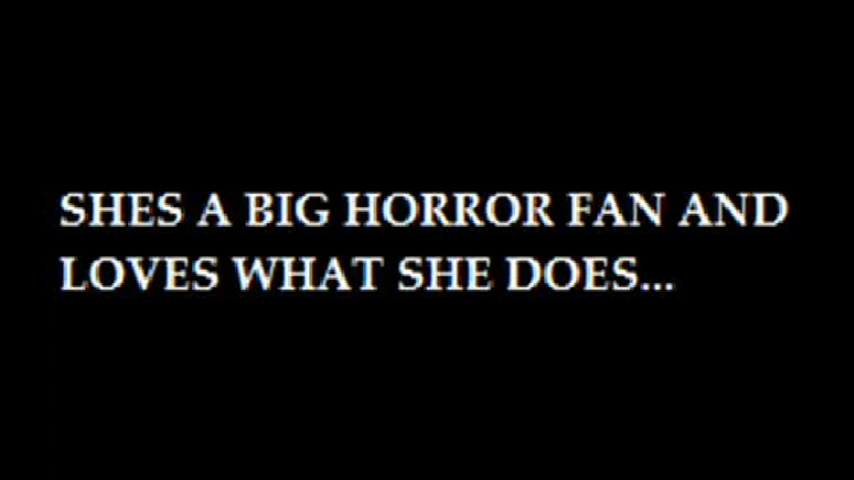 SHES A BIG HORROR FAN AND
LOVES WHAT SHE DOES...